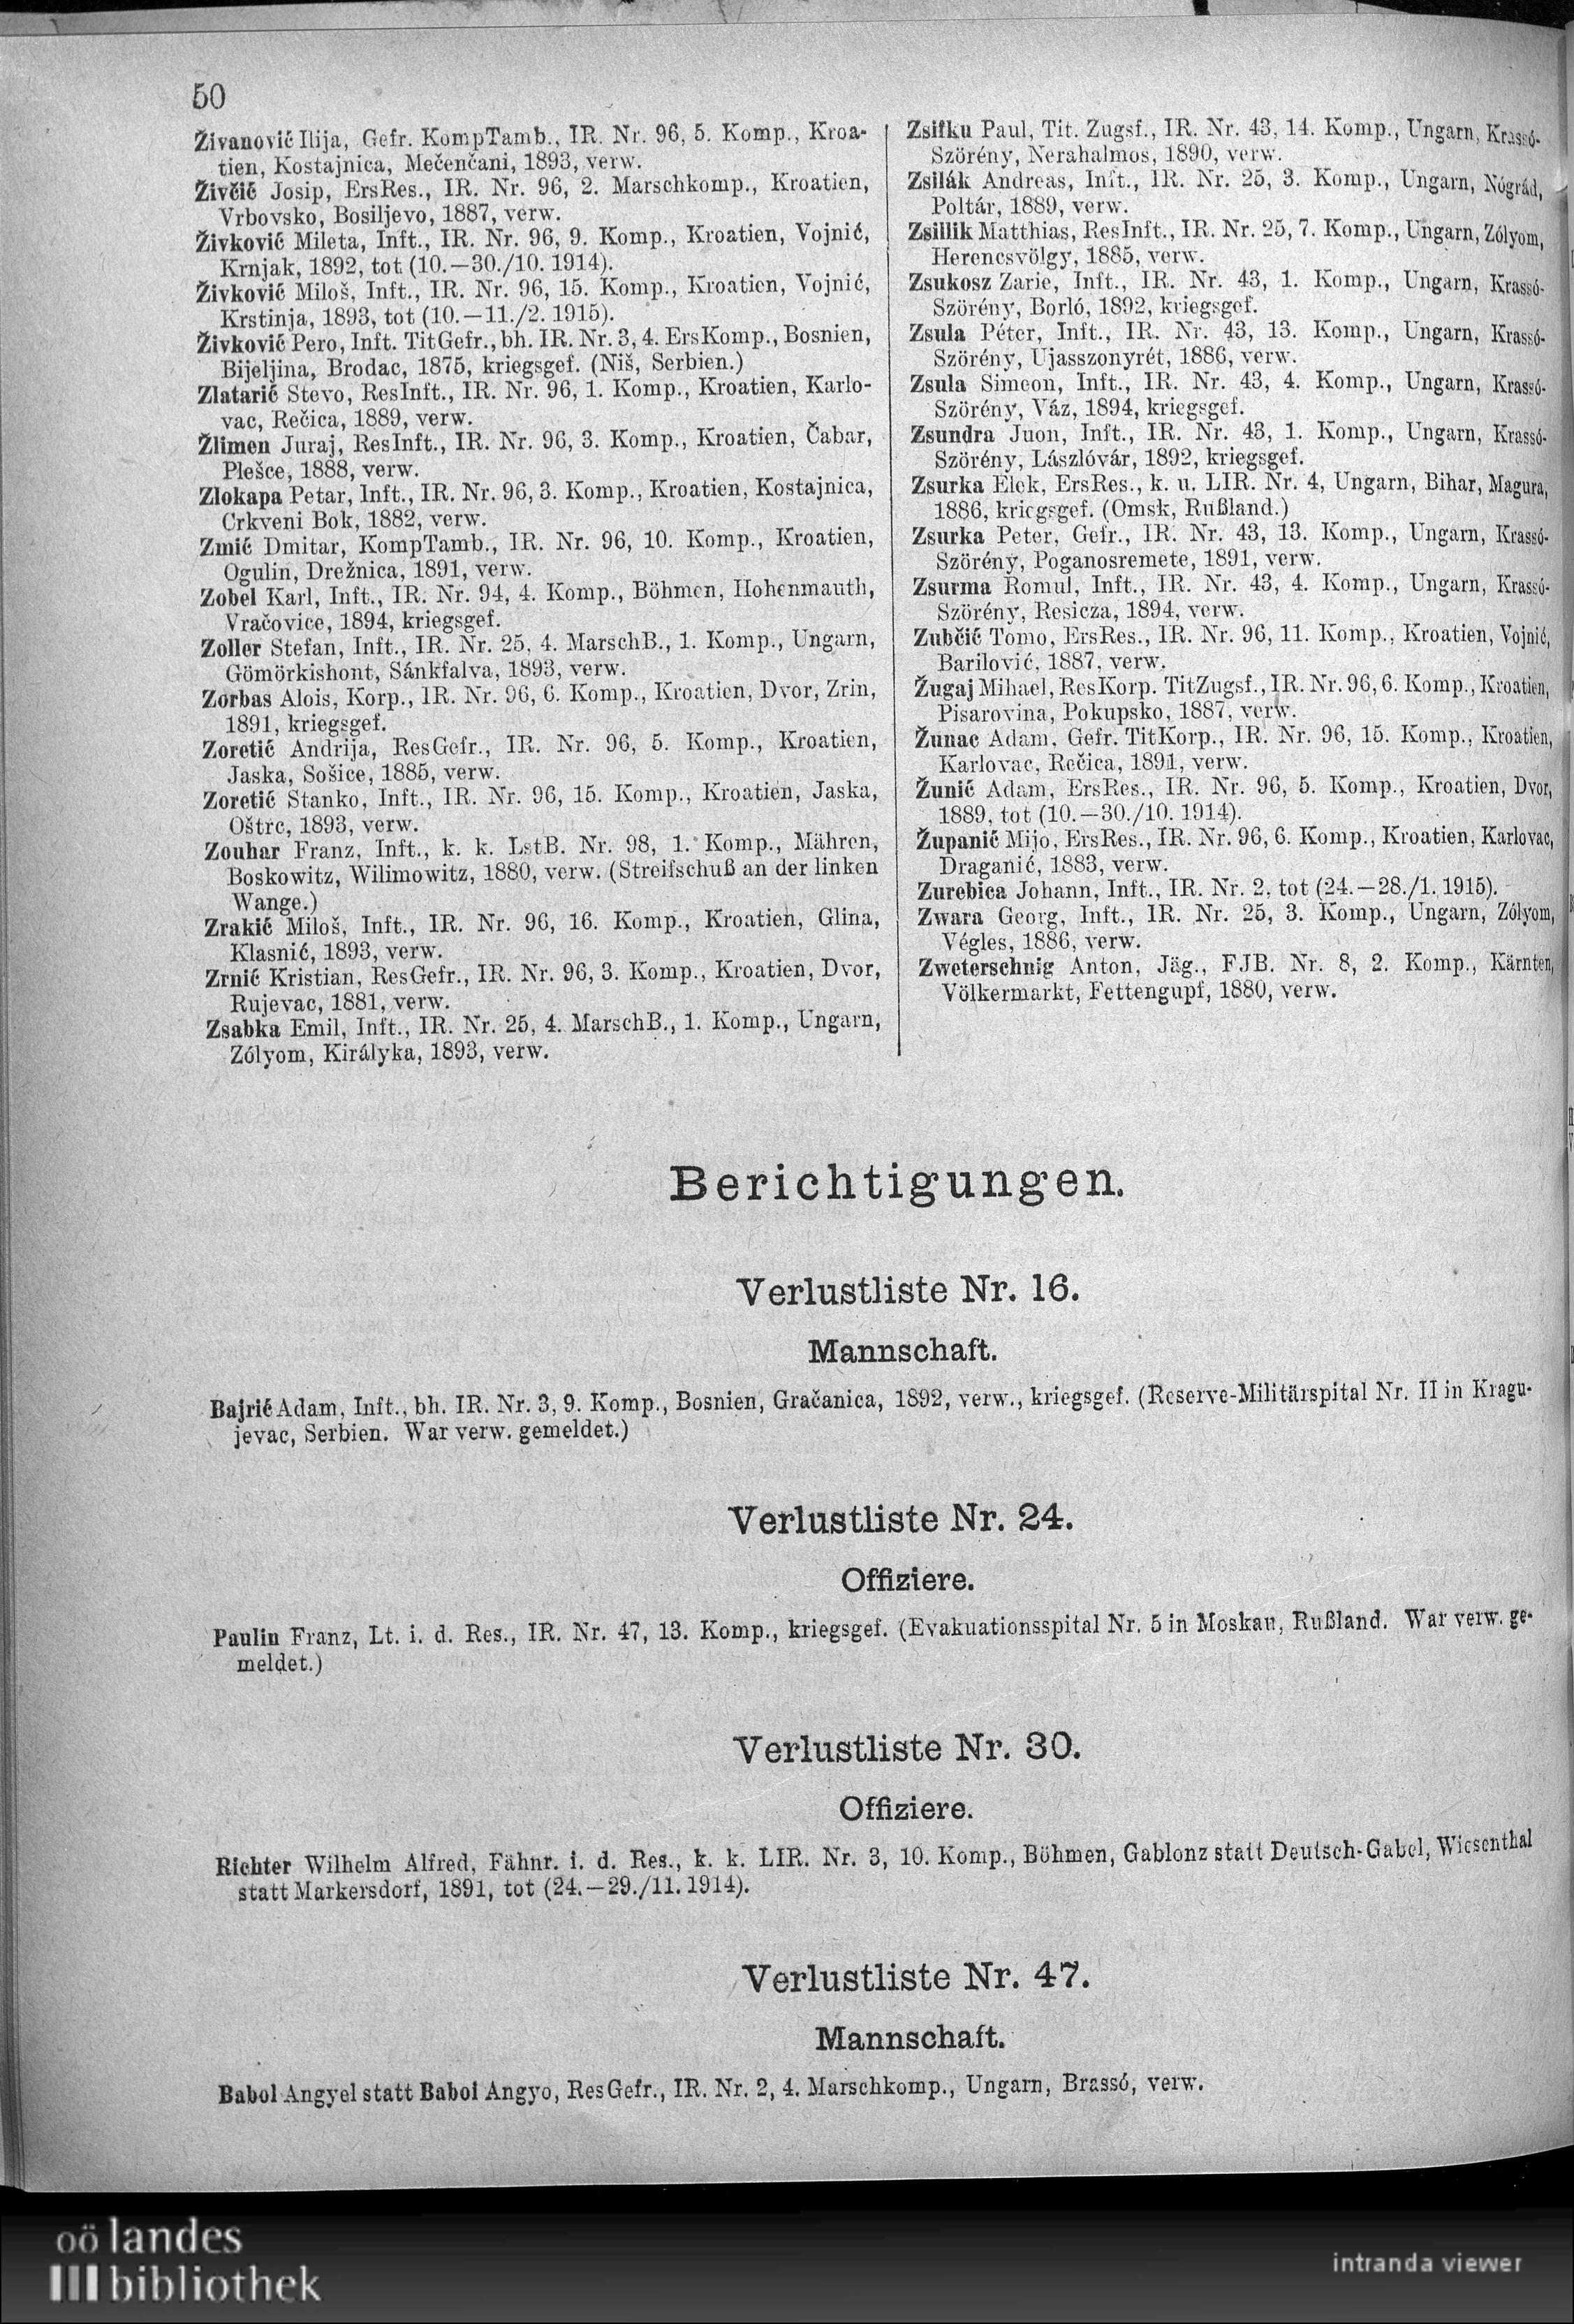 50
Živanović Ilija, Gefr. KompTamb., IR. Nr. 96, 5. Komp., Kroa-
tien, Kostajnica, Mečenčani, 1893, verw.
Živčić Josip, ErsRes., IR. Nr. 96, 2. Marschkomp., Kroatien,
Vrbovsko, Bosiljevo, 1887, verw.
Živković Mileta, Inft., IR. Nr. 96, 9. Komp., Kroatien, Vojnić,
Krnjak, 1892, tot (10.—30./10. 1914).
Živković Miloš, Inft., IR. Nr. 96, 15. Komp., Kroatien, Vojnić,
Krstinja, 1893, tot (10.—11./2. 1915).
Živković Pero, Inft. TitGefr., bh. IR. Nr. 3, 4. ErsKomp., Bosnien,
Bijeljina, Brodac, 1875, kriegsgef. (Niš, Serbien.)
Zlatarić Stevo, ResInft., IR. Nr. 96, 1. Komp., Kroatien, Karlo-
vac, Rečica, 1889, verw.
Žlimen Juraj, ResInft., IR. Nr. 96, 3. Komp., Kroatien, Čabar,
Plešce, 1888, verw.
Zlokapa Petar, Inft., IR. Nr. 96, 3. Komp., Kroatien, Kostajnica,
Crkveni Bok, 1882, verw.
Zmić Dmitar, KompTamb., IR. Nr. 96, 10. Komp., Kroatien,
Ogulin, Drežnica, 1891, verw.
Zobel Karl, Inft., IR. Nr. 94, 4. Komp., Böhmen, Hohenmauth,
Vračovice, 1894, kriegsgef.
Zoller Stefan, Inft., IR. Nr. 25, 4. MarschB., 1. Komp., Ungarn,
Gömörkishont, Sánkfalva, 1893, verw.
Zorbas Alois, Korp., IR. Nr. 96, 6. Komp., Kroatien, Dvor, Zrin,
1891, kriegsgef.
Zoretić Andrija, ResGefr., IR. Nr. 96, 5. Komp., Kroatien,
Jaska, Sošice, 1885, verw.
Zoretić Stanko, Inft., IR. Nr. 96, 15. Komp., Kroatien, Jaska,
Oštrc, 1893, verw.
Zouhar Franz, Inft., k. k. LstB. Nr. 98, 1. Komp., Mähren,
Boskowitz, Wilimowitz, 1880, verw. (Streifschuß an der linken
Wange.)
Zrakić Miloš, Inft., IR. Nr. 96, 16. Komp., Kroatien, Glina,
Klasnić, 1893, verw.
Zrnić Kristian, ResGefr., IR. Nr. 96, 3. Komp., Kroatien, Dvor,
Rujevac, 1881, verw.
Zsabka Emil, Inft., IR. Nr. 25, 4. MarschB., 1. Komp., Ungarn,
Zólyom, Királyka, 1893, verw.
Zsifku Paul, Tit. Zugsf., IR. Nr. 43, 14. Komp., Ungarn, Krassó-
Szörény, Nerahalmos, 1890, verw.
Zsilák Andreas, Inft., IR. Nr. 25, 3. Komp., Ungarn, Nógrád,
Poltár, 1889, verw.
Zsillik Matthias, ResInft., IR. Nr. 25, 7. Komp., Ungarn, Zólyom,
Herencsvölgy, 1885, verw.
Zsukosz Zarie, Inft., IR. Nr. 43, 1. Komp., Ungarn, Krassó-
Szörény, Borló, 1892, kriegsgef.
Zsula Péter, Inft., IR. Nr. 43, 13. Komp., Ungarn, Krassó-
Szörény, Ujasszonyrét, 1886, verw.
Zsula Simeon, Inft., IR. Nr. 43, 4. Komp., Ungarn, Krassó-
Szörény, Váz, 1894, kriegsgef.
Zsundra Juon, Inft., IR. Nr. 43, 1. Komp., Ungarn, Krassó-
Szörény, Lászlóvár, 1892, kriegsgef.
Zsurka Elek, ErsRes., k. u. LIR. Nr. 4, Ungarn, Bihar, Magura,
1886, kriegsgef. (Omsk, Rußland.)
Zsurka Peter, Gefr., IR. Nr. 43, 13. Komp., Ungarn, Krassó-
Szörény, Poganosremete, 1891, verw.
Zsurma Romul, Inft., IR. Nr. 43, 4. Komp., Ungarn, Krassó-
Szörény, Resicza, 1894, verw.
Zubčić Tomo, ErsRes., IR. Nr. 96, 11. Komp., Kroatien, Vojnić,
Barilović, 1887, verw.
Žugaj Mihael, ResKorp. TitZugsf., IR. Nr. 96, 6. Komp., Kroatien,
Pisarovina, Pokupsko, 1887, verw.
Žunac Adam, Gefr. TitKorp., IR. Nr. 96, 15. Komp., Kroatien,
Karlovac, Rečica, 1891, verw.
Žunić Adam, ErsRes., IR. Nr. 96, 5. Komp., Kroatien, Dvor,
1889, tot (10.—30./10. 1914).
Županić Mijo, ErsRes., IR. Nr. 96, 6. Komp., Kroatien, Karlovac,
Draganić, 1883, verw.
Zurebica Johann, Inft., IR. Nr. 2, tot (24.—28./1. 1915).
Zwara Georg, Inft., IR. Nr. 25, 3. Komp., Ungarn, Zólyom,
Végles, 1886, verw.
Zweterschnig Anton, Jäg., FJB. Nr. 8, 2. Komp., Kärnten,
Völkermarkt, Fettengupf, 1880, verw.
Berichtigungen.
Verlustliste Nr. 16.
Mannschaft.
Bajrić Adam, Inft., bh. IR. Nr. 3, 9. Komp., Bosnien, Gračanica, 1892, verw., kriegsgef. (Reserve-Militärspital Nr. II in Kragu-
jevac, Serbien. War verw. gemeldet.)
Verlustliste Nr. 24.
Offiziere.
Paulin Franz, Lt. i. d. Res., IR. Nr. 47, 13. Komp., kriegsgef. (Evakuationsspital Nr. 5 in Moskau, Rußland. War verw. ge-
meldet.)
Verlustliste Nr. 30.
Offiziere.
Richter Wilhelm Alfred, Fähnr. i. d. Res., k. k. LIR. Nr. 3, 10. Komp., Böhmen, Gablonz statt Deutsch-Gabel, Wiesenthal
statt Markersdorf, 1891, tot (24.—29./11. 1914).
Verlustliste Nr. 47.
Mannschaft.
Babol Angyel statt Baboi Angyo, ResGefr., IR. Nr. 2, 4. Marschkomp., Ungarn, Brassó, verw.
oö landes
bibliothek
intranda viewer